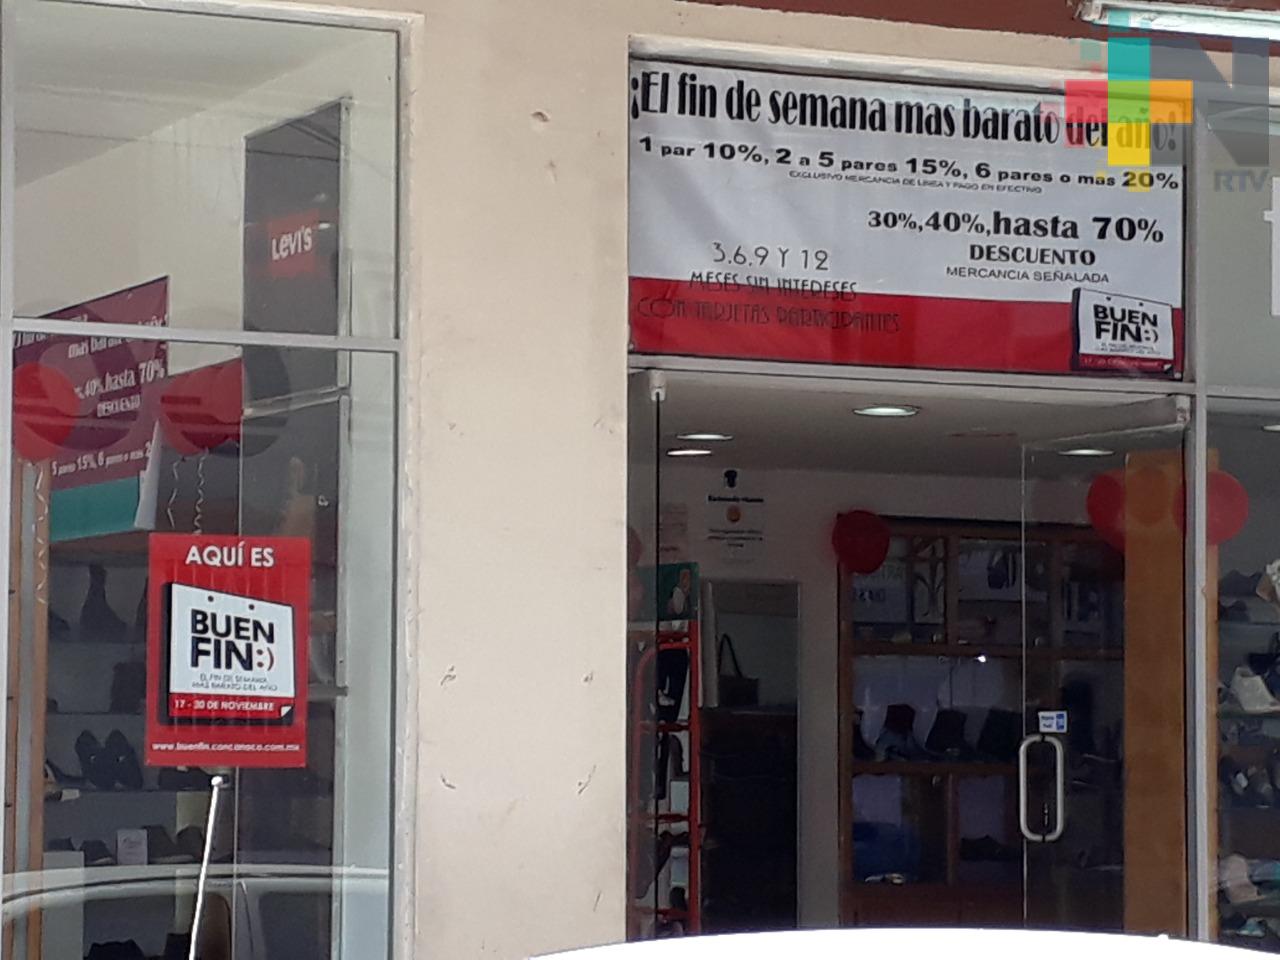 ¡El fin de semana mas barato del año!
1 par 10%, 2 a 5 pares 15%, 6 pares o mas 20%
EXCLUSIVO MERCANCIA DE LINEA Y PAGO EN EFECTIVO
30%, 40%, hasta 70%
DESCUENTO
MERCANCIA SEÑALADA
3.6.9 Y 12
MESES SIN INTERESES
CON TARJETAS PARTICIPANTES
BUEN
FIN:)
N
RTV
LEVI'S
mas barato
40%, hasta 70%
DESCUENTO
5 pares 15%, 6 pares o mas 2
AQUÍ ES
BUEN
FIN:)
EL FIN DE SEMANA
MAS BARATO DEL AÑO
17 - 20 DE NOVIEMBRE
www.buenfin.concanaco.com.mx